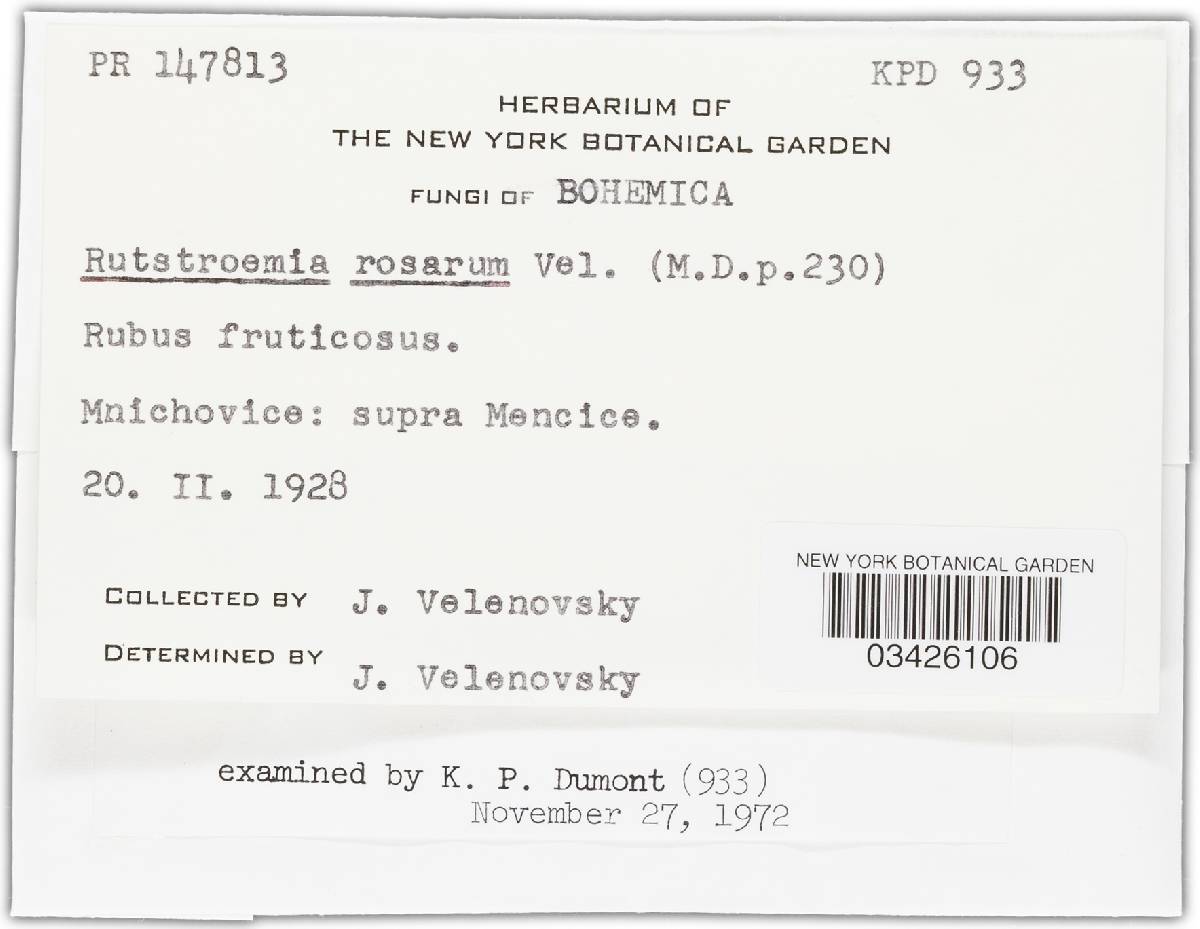 PR 147813
KPD 933
HERBARIUM OF
THE NEW YORK BOTANICAL GARDEN
FUNGI OF BOHEMICA
Rutstroemia rosarum Vel. (M.D.p.230)
Rubus fruticosus.
Mnichovice: supra Mencice.
20. II. 1928
COLLECTED BY J. Velenovsky
DETERMINED BY J. Velenovsky
NEW YORK BOTANICAL GARDEN
03426106
examined by K. P. Dumont (933)
November 27, 1972